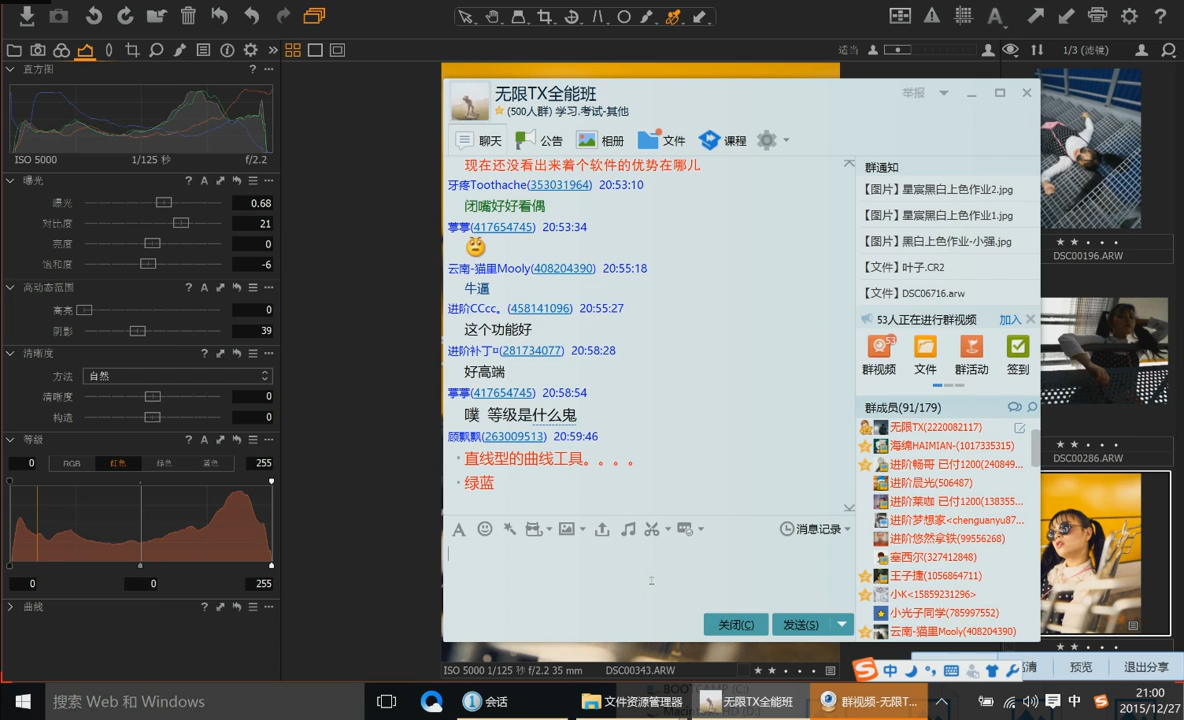 适当
1/3 (滤镜)
直方图
ISO 5000
1/125 秒
f/2.2
曝光
曝光
0.68
对比度
21
亮度
0
饱和度
-6
高动态范围
高亮
0
阴影
39
清晰度
方法
自然
清晰度
0
构造
0
等级
0
RGB
红色
绿色
蓝色
255
0
0
255
曲线
无限TX全能班
(500人群) 学习.考试-其他
举报
聊天
公告
相册
文件
课程
现在还没看出来着个软件的优势在哪儿
牙疼Toothache(353031964) 20:53:10
闭嘴好好看偶
(417654745) 20:53:34
云南-猫里Mooly(408204390) 20:55:18
牛逼
进阶CCcc。(458141096) 20:55:27
这个功能好
进阶补丁¤(281734077) 20:58:28
好高端
(417654745) 20:58:54
噗 等级是什么鬼
顾飘飘(263009513) 20:59:46
直线型的曲线工具。。。。
绿蓝
消息记录
关闭(C)
发送(S)
群通知
【图片】星宸黑白上色作业2.jpg
【图片】星宸黑白上色作业1.jpg
【图片】黑白上色作业-小强.jpg
【文件】叶子.CR2
【文件】DSC06716.arw
53人正在进行群视频
加入
53
群视频
文件
群活动
签到
群成员(91/179)
无限TX(2220082117)
海绵HAIMIAN-(1017335315)
进阶畅哥 已付1200(240849...
进阶晨光(506487)
进阶莱咖 已付1200(138355...
进阶梦想家<chenguanyu87...
进阶悠然拿铁(99556268)
塞西尔(327412848)
王子捷(1056864711)
小K<15859231296>
小光子同学(785997552)
云南-猫里Mooly(408204390)
DSC00196.ARW
DSC00286.ARW
ISO 5000 1/125 秒 f/2.2 35 mm
DSC00343.ARW
中
清
预览
退出分享
搜索 Web 和 Windows
会话
文件资源管理器
无限TX全能班
群视频-无限T...
中
21:00
2015/12/27